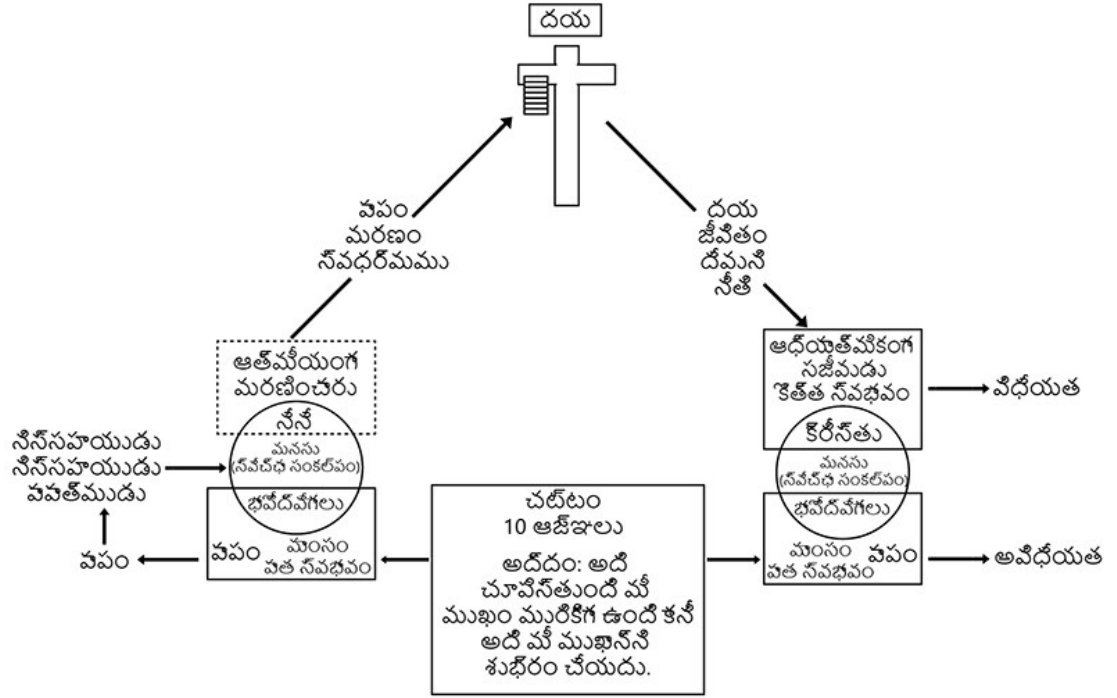 దయ
పాపం
మరణం
స్వధర్మము
దయ
జీవితం
దేవుని
నీతి
ఆత్మీయంగా
మరణించారు
నేనే
మనసు
(స్వేచ్ఛ సంకల్పం)
భావోద్వేగాలు
పాపం
మాంసం
పాత స్వభావం
నిస్సహాయుడు
నిస్సహాయుడు
పాపాత్ముడు
పాపం
చట్టం
10 ఆజ్ఞలు
అద్దం: అది
చూపిస్తుంది మీ
ముఖం మురికిగా ఉంది కానీ
అది మీ ముఖాన్ని
శుభ్రం చేయదు.
ఆధ్యాత్మికంగా
సజీవుడు
కొత్త స్వభావం
విధేయత
క్రీస్తు
మనసు
(స్వేచ్ఛ సంకల్పం)
భావోద్వేగాలు
మాంసం
పాత స్వభావం
పాపం
అవిధేయత